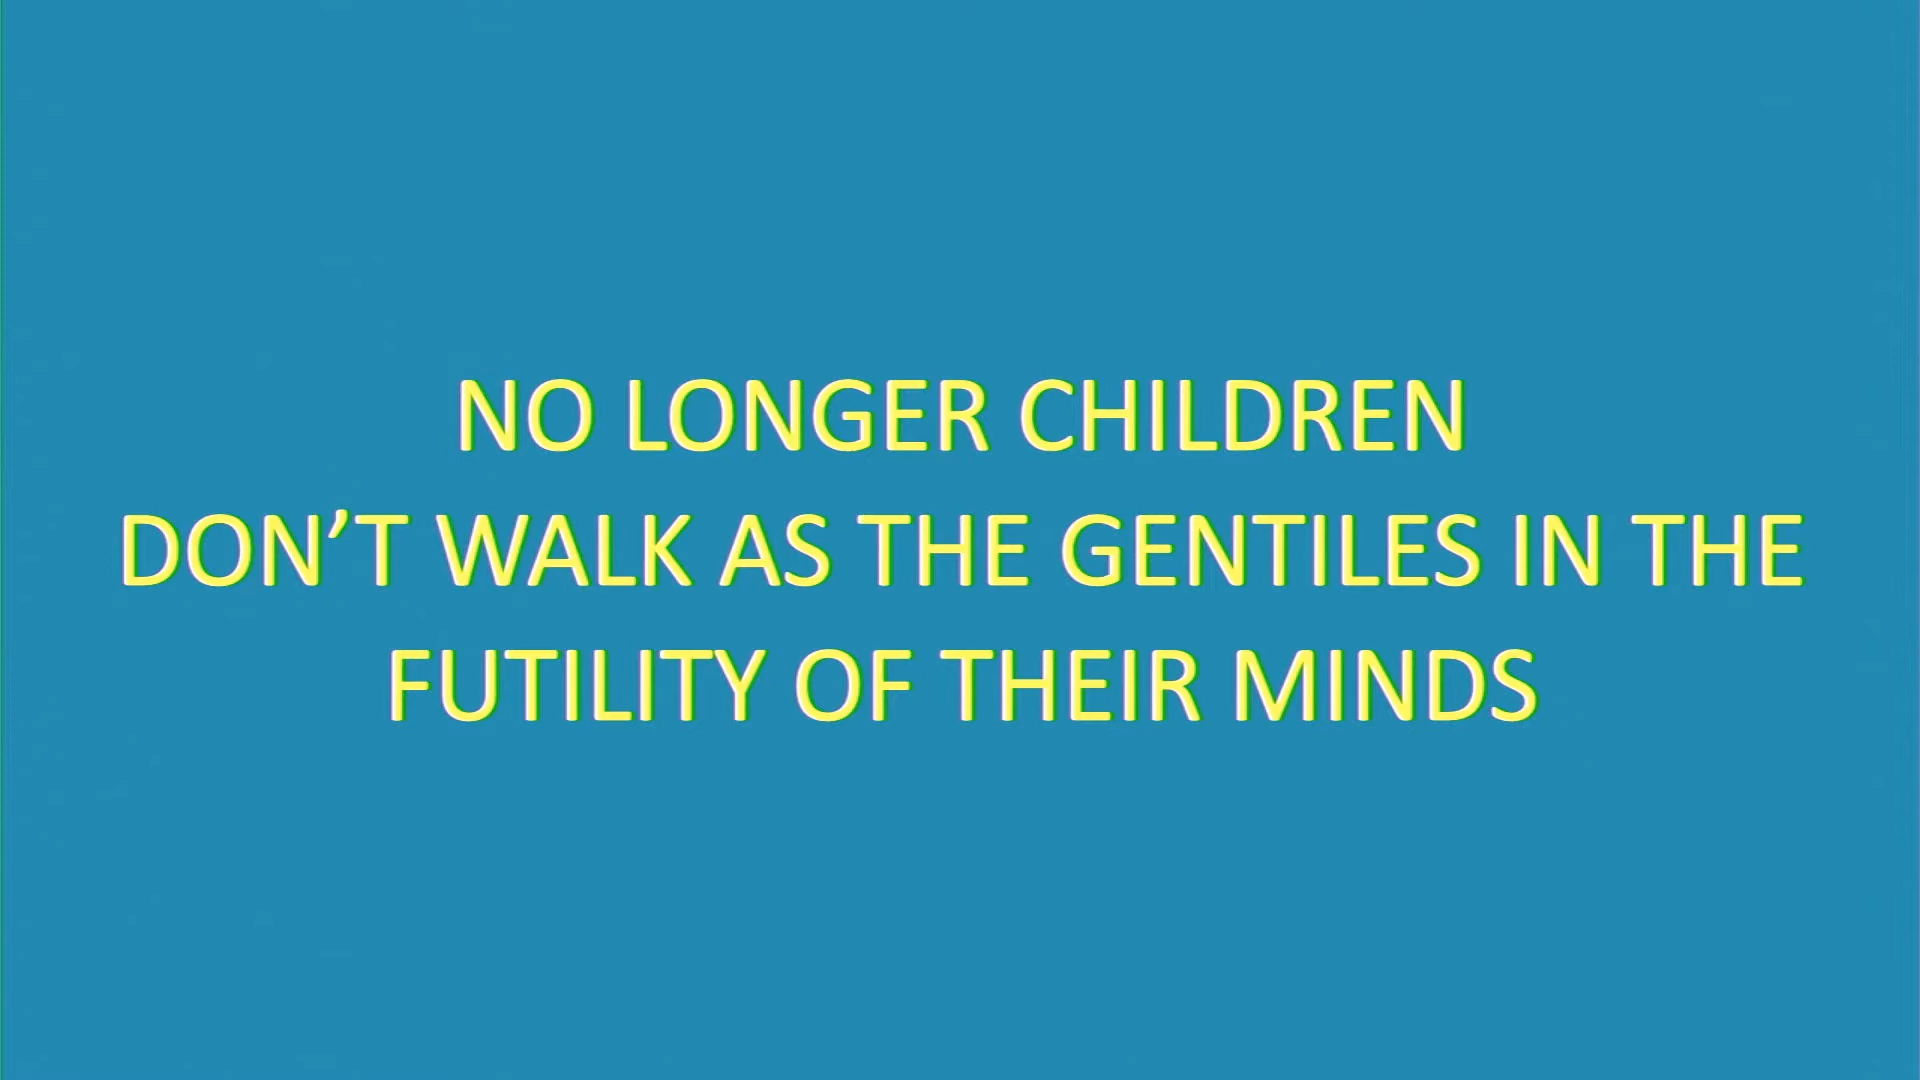 NO LONGER CHILDREN
DON’T WALK AS THE GENTILES IN THE
FUTILITY OF THEIR MINDS